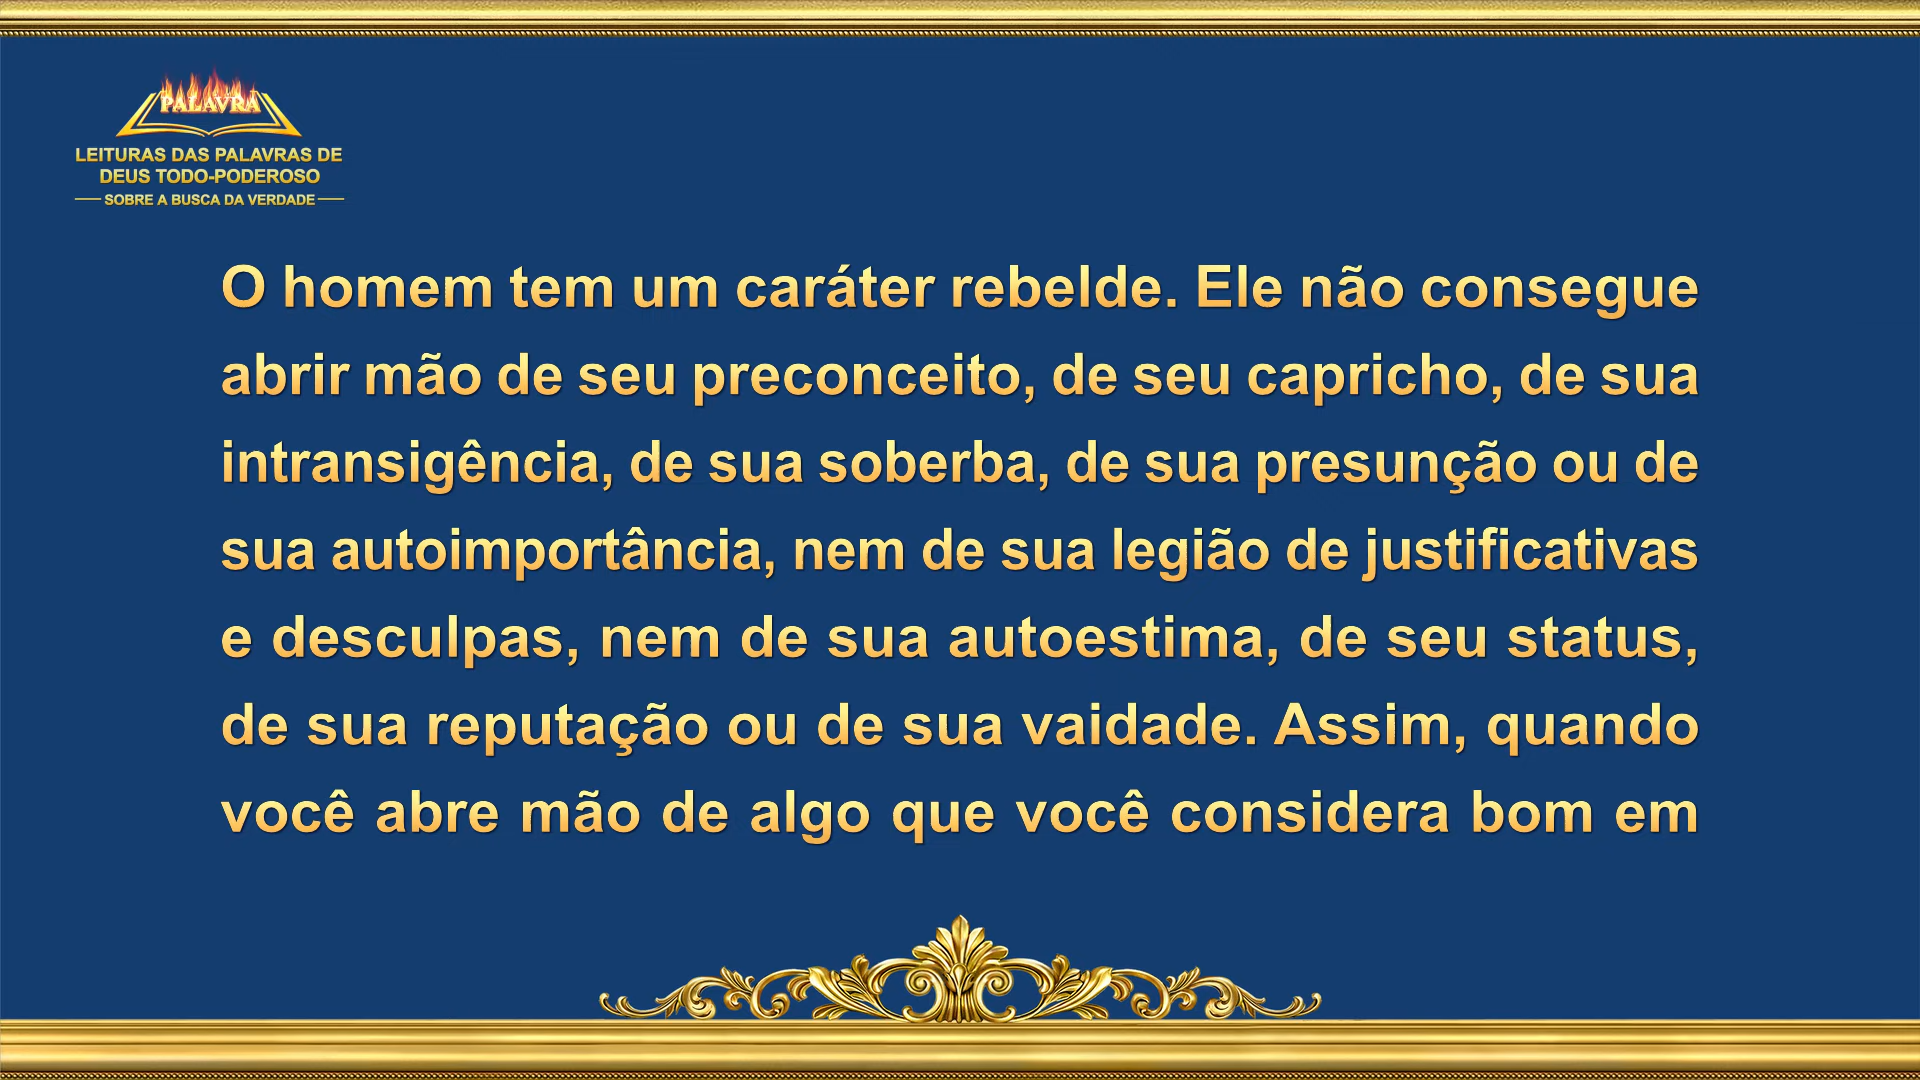 PALAVRA
LEITURAS DAS PALAVRAS DE
DEUS TODO-PODEROSO
SOBRE A BUSCA DA VERDADE
O homem tem um caráter rebelde. Ele não consegue
abrir mão de seu preconceito, de seu capricho, de sua
intransigência, de sua soberba, de sua presunção ou de
sua autoimportância, nem de sua legião de justificativas
e desculpas, nem de sua autoestima, de seu status,
de sua reputação ou de sua vaidade. Assim, quando
você abre mão de algo que você considera bom em